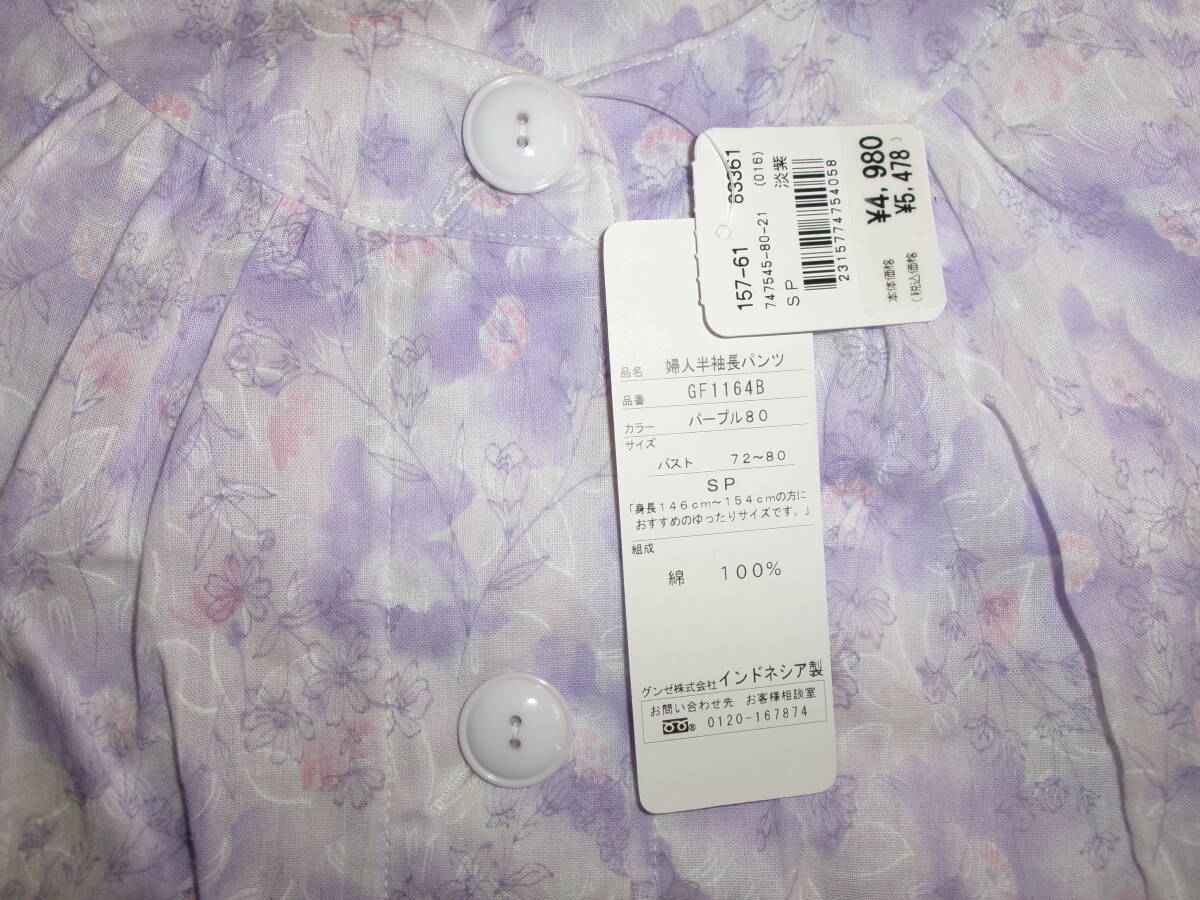 157-61 83361
747545-80-21 (016)
SP 淡紫
2315774754058
本体価格 ¥4,980
(税込価格 ¥5,478)
品名 婦人半袖長パンツ
品番 GF1164B
カラー パープル80
サイズ
バスト 72~80
SP
「身長146cm~154cmの方に
おすすめのゆったりサイズです。」
組成
綿 100%
グンゼ株式会社 インドネシア製
お問い合わせ先 お客様相談室
0120-167874